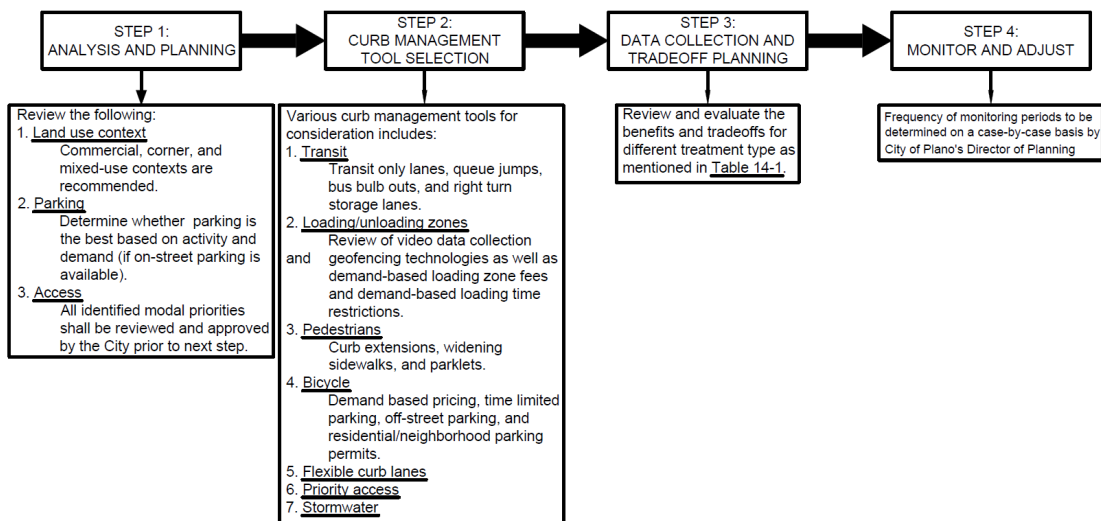 STEP 1:
ANALYSIS AND PLANNING
STEP 2:
CURB MANAGEMENT
TOOL SELECTION
STEP 3:
DATA COLLECTION AND
TRADEOFF PLANNING
STEP 4:
MONITOR AND ADJUST
Review the following:
1. Land use context
Commercial, corner, and
mixed-use contexts are
recommended.
2. Parking
Determine whether parking is
the best based on activity and
demand (if on-street parking is
available).
3. Access
All identified modal priorities
shall be reviewed and approved
by the City prior to next step.
Various curb management tools for
consideration includes:
1. Transit
Transit only lanes, queue jumps,
bus bulb outs, and right turn
storage lanes.
2. Loading/unloading zones
Review of video data collection
and geofencing technologies as well as
demand-based loading zone fees
and demand-based loading time
restrictions.
3. Pedestrians
Curb extensions, widening
sidewalks, and parklets.
4. Bicycle
Demand based pricing, time limited
parking, off-street parking, and
residential/neighborhood parking
permits.
5. Flexible curb lanes
6. Priority access
7. Stormwater
Review and evaluate the
benefits and tradeoffs for
different treatment type as
mentioned in Table 14-1.
Frequency of monitoring periods to be
determined on a case-by-case basis by
City of Plano's Director of Planning